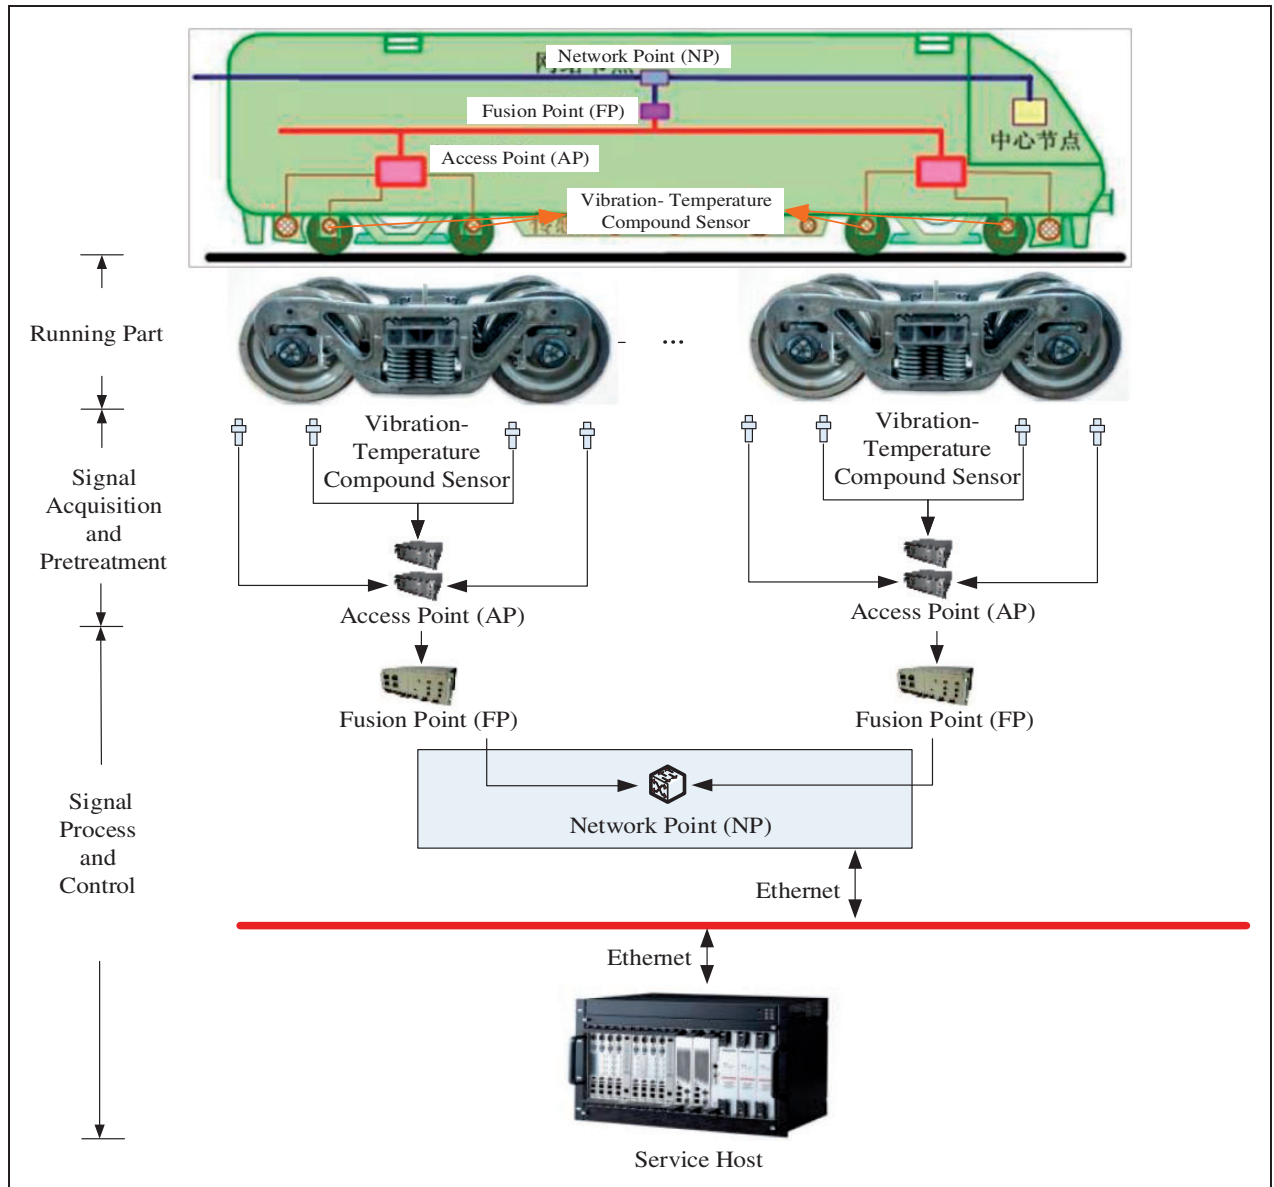 Network Point (NP)
Fusion Point (FP)
中心节点
Access Point (AP)
Vibration- Temperature
Compound Sensor
Running Part
...
Vibration-
Temperature
Compound Sensor
Vibration-
Temperature
Compound Sensor
Signal
Acquisition
and
Pretreatment
Access Point (AP)
Access Point (AP)
Fusion Point (FP)
Fusion Point (FP)
Signal
Process
and
Control
Network Point (NP)
Ethernet
Ethernet
Service Host